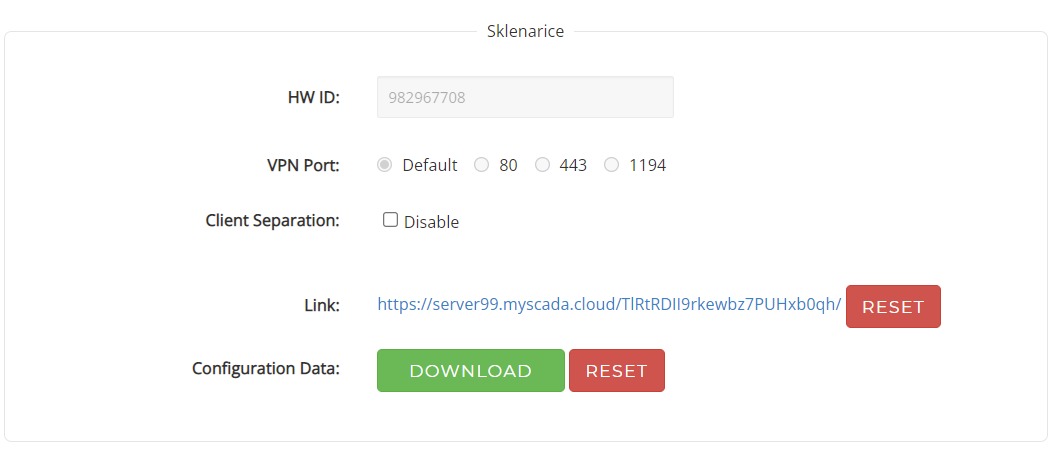 Sklenarice
HW ID: 982967708
VPN Port: Default 80 443 1194
Client Separation: Disable
Link: https://server99.myscada.cloud/TlRtRDII9rkewbz7PUHxb0qh/ RESET
Configuration Data: DOWNLOAD RESET